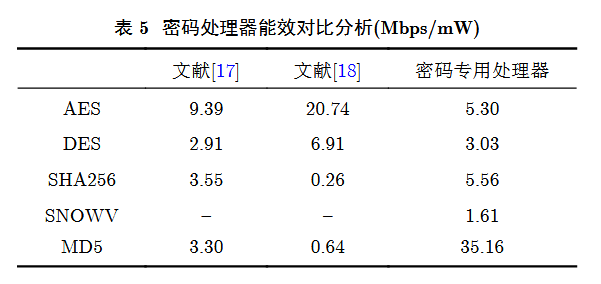 表 5 密码处理器能效对比分析(Mbps/mW)
文献[17] 文献[18] 密码专用处理器
AES 9.39 20.74 5.30
DES 2.91 6.91 3.03
SHA256 3.55 0.26 5.56
SNOWV – – 1.61
MD5 3.30 0.64 35.16